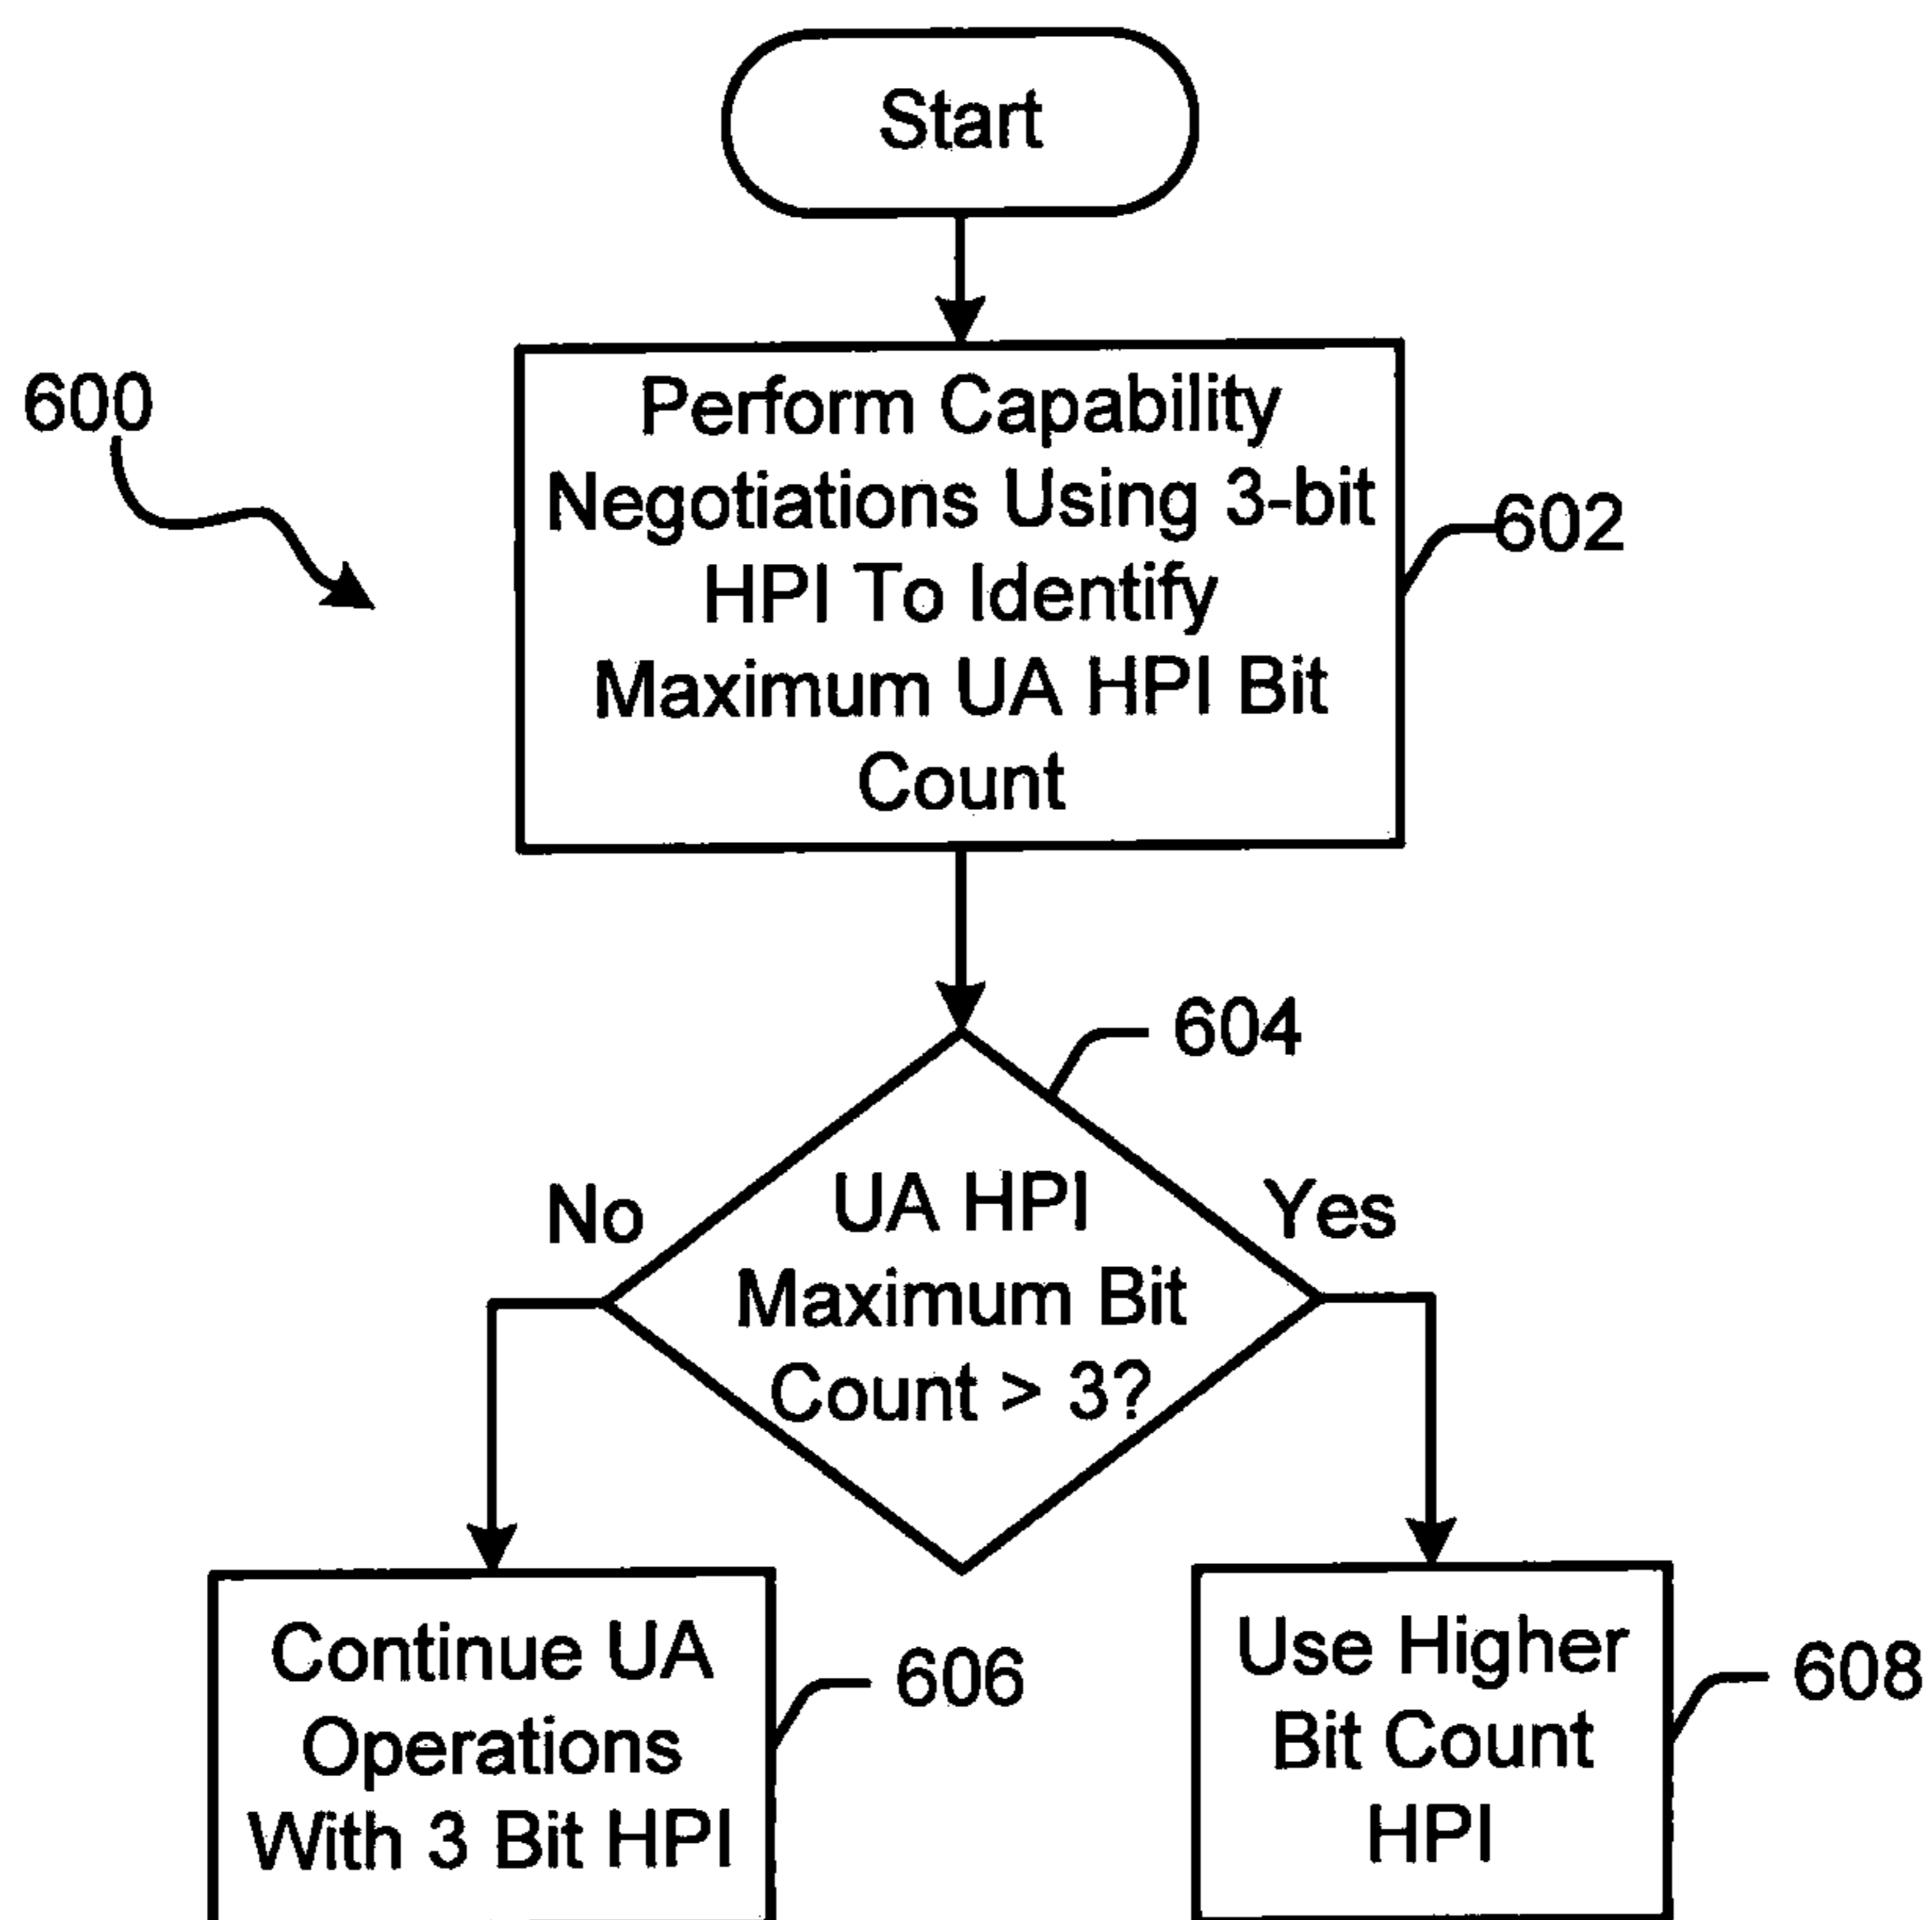 Start
600
Perform Capability
Negotiations Using 3-bit
HPI To Identify
Maximum UA HPI Bit
Count
602
604
No
Yes
UA HPI
Maximum Bit
Count > 3?
Continue UA
Operations
With 3 Bit HPI
606
Use Higher
Bit Count
HPI
608